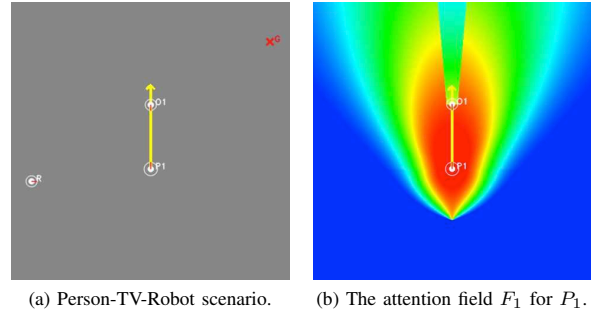 G
O1
P1
R
O1
P1
(a) Person-TV-Robot scenario.
(b) The attention field F₁ for P₁.